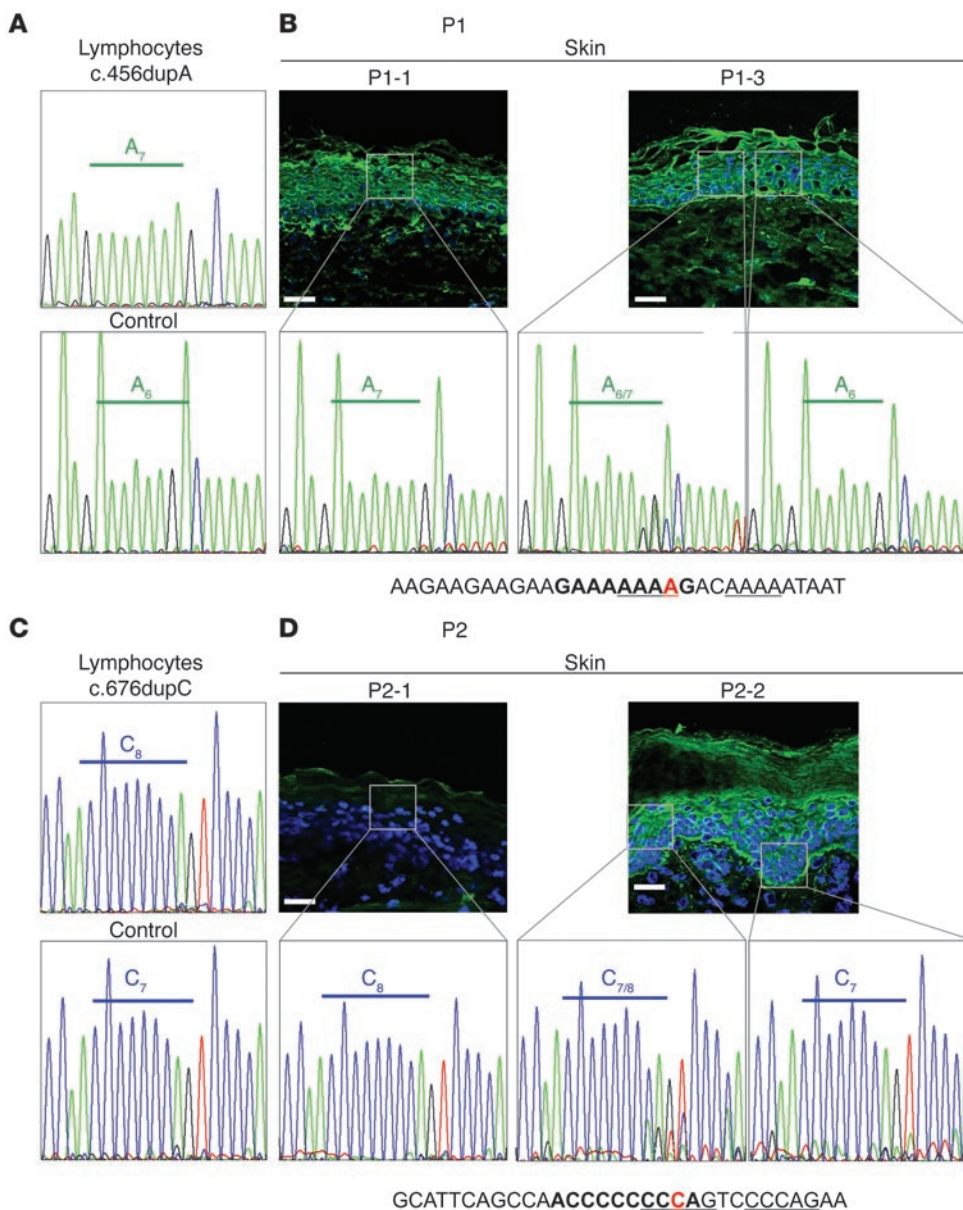 A
Lymphocytes
c.456dupA
A7
Control
A6
B
P1
Skin
P1-1
P1-3
A7
A6/7
A6
AAGAAGAAGAAGAAAAAAAGACAAAAATAAT
C
Lymphocytes
c.676dupC
C8
Control
C7
D
P2
Skin
P2-1
P2-2
C8
C7/8
C7
GCATTCAGCCAACCCCCCCCAGTCCCCAGAA